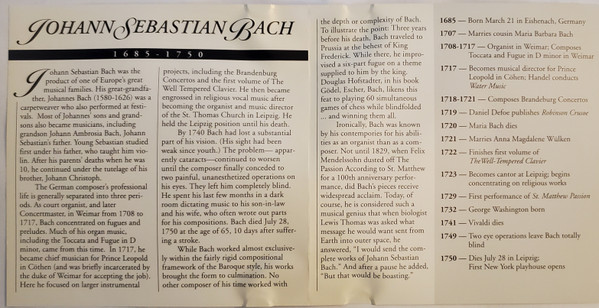 JOHANN SEBASTIAN BACH
1685-1750
Johann Sebastian Bach was the
product of one of Europe's great
musical families. His great-grandfa-
ther, Johannes Bach (1580-1626) was a
carpetweaver who also performed at festi-
vals. Most of Johannes' sons and grand-
sons also became musicians, including
grandson Johann Ambrosia Bach, Johann
Sebastian's father. Young Sebastian studied
first under his father, who taught him vio-
lin. After his parents' deaths when he was
10, he continued under the tutelage of his
brother, Johann Christoph.
The German composer's professional
life is generally separated into three peri-
ods. As court organist, and later
Concertmaster, in Weimar from 1708 to
1717, Bach concentrated on fugues and
preludes. Much of his organ music,
including the Toccata and Fugue in D
minor, came from this time. In 1717, he
became chief musician for Prince Leopold
in Cöthen (and was briefly incarcerated by
the duke of Weimar for accepting the job).
Here he focused on larger instrumental
projects, including the Brandenburg
Concertos and the first volume of The
Well Tempered Clavier. He then became
engrossed in religious vocal music after
becoming the organist and music director
of the St. Thomas Church in Leipzig. He
held the Leipzig position until his death.
By 1740 Bach had lost a substantial
part of his vision. (His sight had been
weak since youth.) The problem — appar-
ently cataracts—continued to worsen
until the composer finally conceded to
two painful, unanesthetized operations on
his eyes. They left him completely blind.
He spent his last few months in a dark
room dictating music to his son-in-law
and his wife, who often wrote out parts
for his compositions. Bach died July 28,
1750 at the age of 65, 10 days after suffer-
ing a stroke.
While Bach worked almost exclusive-
ly within the fairly rigid compositional
framework of the Baroque style, his works
brought the form to culmination. No
other composer of his time worked with
the depth or complexity of Bach.
To illustrate the point: Three years
before his death, Bach traveled to
Prussia at the behest of King
Frederick. While there, he improv-
ised a six-part fugue on a theme
supplied to him by the king.
Douglas Hofstadter, in his book
Gödel, Escher, Bach, likens this
feat to playing 60 simultaneous
games of chess while blindfolded
... and winning them all.
Ironically, Bach was known
by his contemporaries for his abili-
ties as an organist than as a com-
poser. Not until 1829, when Felix
Mendelssohn dusted off The
Passion According to St. Matthew
for a 100th anniversary perfor-
mance, did Bach's pieces receive
widespread acclaim. Today, of
course, he is considered such a
musical genius that when biologist
Lewis Thomas was asked what
message he would want sent from
Earth into outer space, he
answered, "I would send the com-
plete works of Johann Sebastian
Bach." And after a pause he added,
"But that would be boasting."
1685 — Born March 21 in Eishenach, Germany
1707 — Marries cousin Maria Barbara Bach
1708-1717 — Organist in Weimar: Composes
Toccata and Fugue in D minor in Weimar
1717 — Becomes musical director for Prince
Leopold in Cöhen; Handel conducts
Water Music
1718-1721 — Composes Brandeburg Concertos
1719 — Daniel Defoe publishes Robinson Crusoe
1720 — Maria Bach dies
1721 — Marries Anna Magdalene Wülken
1722 — Finishes first volume of
The Well-Tempered Clavier
1723 — Becomes cantor at Leipzig; begins
concentrating on religious works
1729 — First performance of St. Matthew Passion
1732 — George Washington born
1741 — Vivaldi dies
1749 — Two eye operations leave Bach totally
blind
1750 — Dies July 28 in Leipzig;
First New York playhouse opens